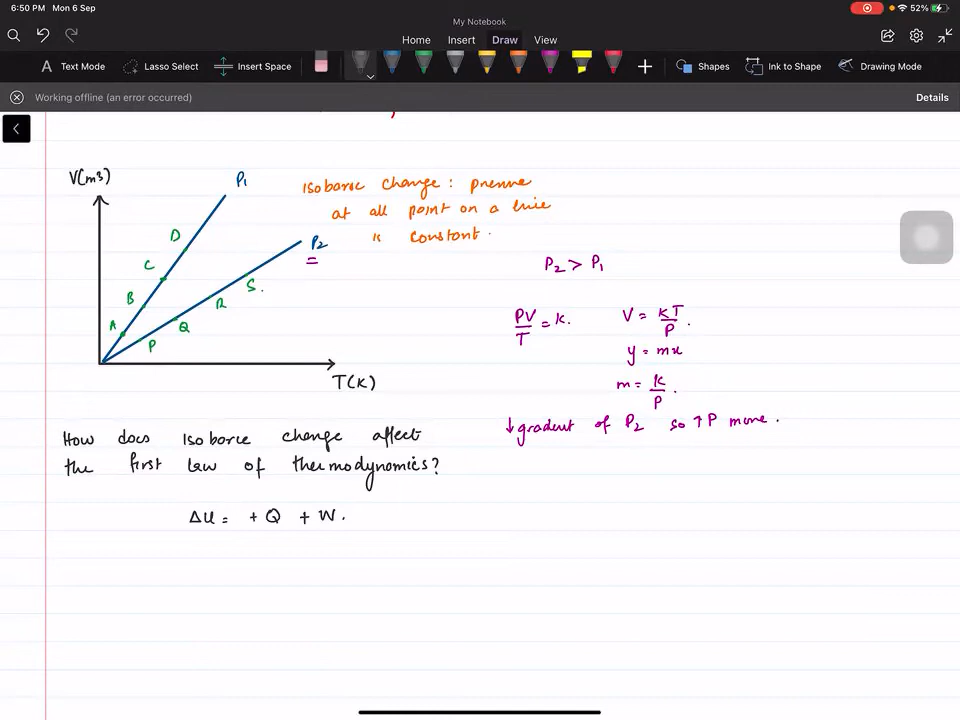 6:50 PM Mon 6 Sep
52%
My Notebook
Home Insert Draw View
A Text Mode Lasso Select Insert Space Shapes Ink to Shape Drawing Mode
Working offline (an error occurred) Details
V(m3)
P1
Isobaric change : pressure
at all point on a line
is constant.
P2
D
C
B
A
S.
R
Q
P
T(K)
P2 > P1
PV/T = k.
V = kT/P.
y = mx
m = k/P.
↓gradient of P2 so ↑P more.
How does Isobaric change affect
the first law of thermodynamics?
ΔU = + Q + W.